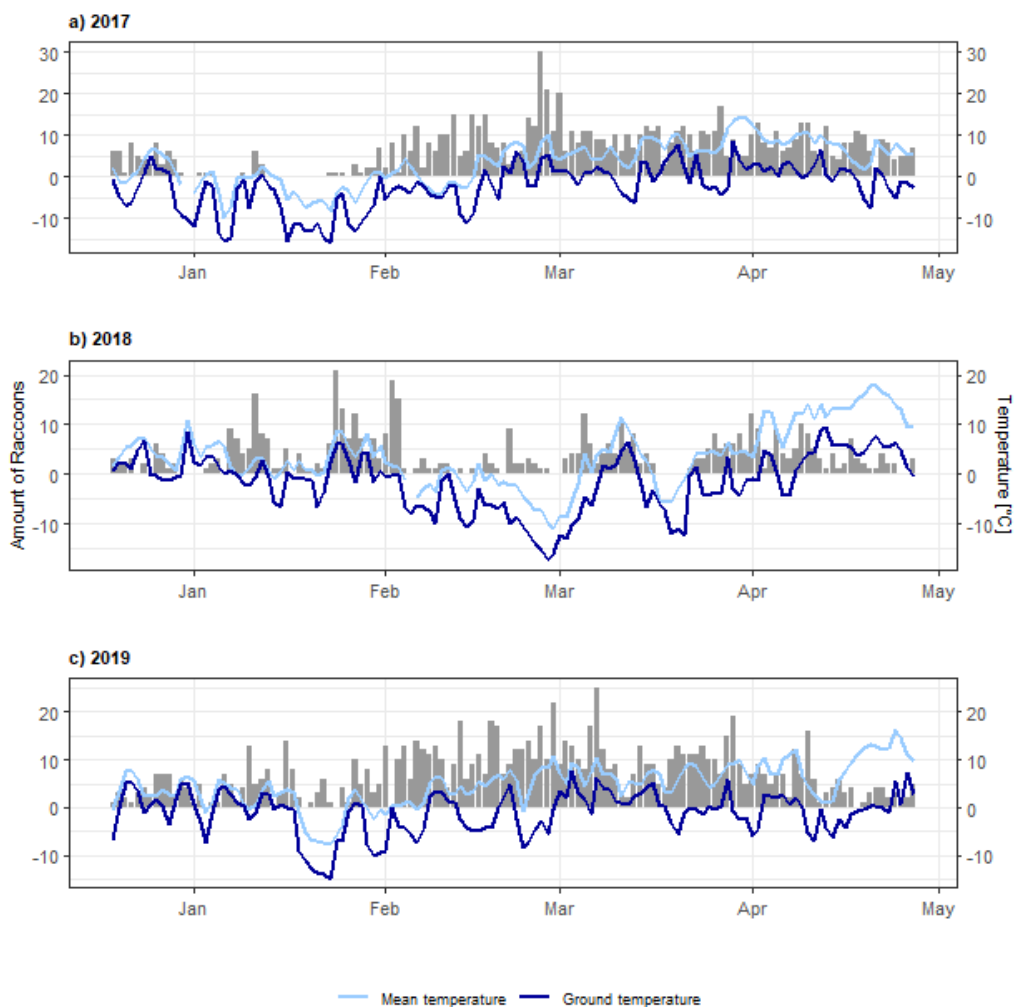 a) 2017
30 30
20 20
10 10
0 0
-10 -10
Jan Feb Mar Apr May
b) 2018
20 20
10 10
0 0
-10 -10
Jan Feb Mar Apr May
Amount of Raccoons
Temperature [°C]
c) 2019
20 20
10 10
0 0
-10 -10
Jan Feb Mar Apr May
Mean temperature Ground temperature